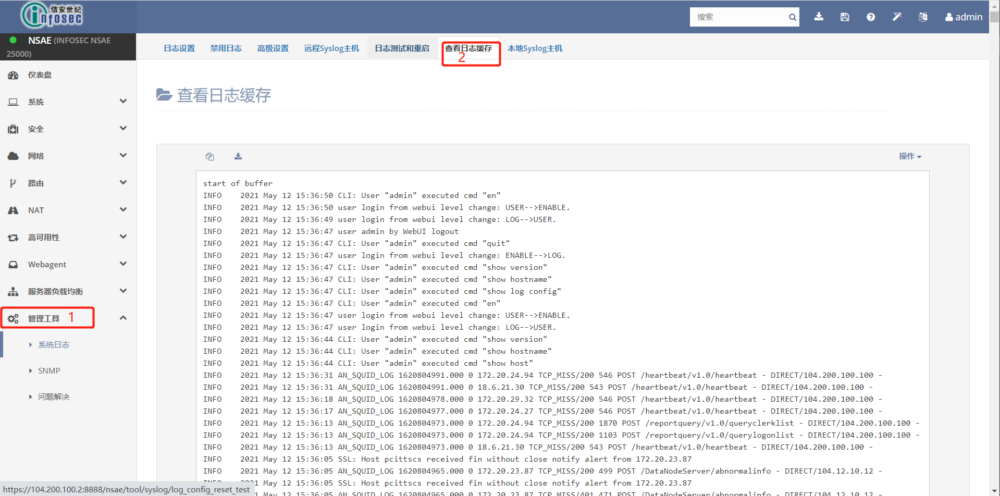 信安世纪
infosec
搜索
admin
NSAE (INFOSEC NSAE
25000)
日志设置 禁用日志 高级设置 远程Syslog主机 日志测试和重启 查看日志缓存 本地Syslog主机
2
仪表盘
系统
安全
网络
路由
NAT
高可用性
Webagent
服务器负载均衡
管理工具 1
系统日志
SNMP
问题解决
查看日志缓存
操作
start of buffer
INFO 2021 May 12 15:36:50 CLI: User "admin" executed cmd "en"
INFO 2021 May 12 15:36:50 user login from webui level change: USER-->ENABLE.
INFO 2021 May 12 15:36:49 user login from webui level change: LOG-->USER.
INFO 2021 May 12 15:36:47 user admin by WebUI logout
INFO 2021 May 12 15:36:47 CLI: User "admin" executed cmd "quit"
INFO 2021 May 12 15:36:47 user login from webui level change: ENABLE-->LOG.
INFO 2021 May 12 15:36:47 CLI: User "admin" executed cmd "show version"
INFO 2021 May 12 15:36:47 CLI: User "admin" executed cmd "show hostname"
INFO 2021 May 12 15:36:47 CLI: User "admin" executed cmd "show log config"
INFO 2021 May 12 15:36:47 CLI: User "admin" executed cmd "en"
INFO 2021 May 12 15:36:47 user login from webui level change: USER-->ENABLE.
INFO 2021 May 12 15:36:47 user login from webui level change: LOG-->USER.
INFO 2021 May 12 15:36:44 CLI: User "admin" executed cmd "show version"
INFO 2021 May 12 15:36:44 CLI: User "admin" executed cmd "show hostname"
INFO 2021 May 12 15:36:44 CLI: User "admin" executed cmd "show host"
INFO 2021 May 12 15:36:31 AN_SQUID_LOG 1620804991.000 0 172.20.24.94 TCP_MISS/200 546 POST /heartbeat/v1.0/heartbeat - DIRECT/104.200.100.100 -
INFO 2021 May 12 15:36:31 AN_SQUID_LOG 1620804991.000 0 18.6.21.30 TCP_MISS/200 543 POST /heartbeat/v1.0/heartbeat - DIRECT/104.200.100.100 -
INFO 2021 May 12 15:36:18 AN_SQUID_LOG 1620804978.000 0 172.20.29.32 TCP_MISS/200 546 POST /heartbeat/v1.0/heartbeat - DIRECT/104.200.100.100 -
INFO 2021 May 12 15:36:17 AN_SQUID_LOG 1620804977.000 0 172.20.24.27 TCP_MISS/200 546 POST /heartbeat/v1.0/heartbeat - DIRECT/104.200.100.100 -
INFO 2021 May 12 15:36:13 AN_SQUID_LOG 1620804973.000 0 172.20.24.94 TCP_MISS/200 1870 POST /reportquery/v1.0/queryclerklist - DIRECT/104.200.100.100 -
INFO 2021 May 12 15:36:13 AN_SQUID_LOG 1620804973.000 0 172.20.24.94 TCP_MISS/200 1103 POST /reportquery/v1.0/querylogonlist - DIRECT/104.200.100.100 -
INFO 2021 May 12 15:36:13 AN_SQUID_LOG 1620804973.000 0 18.6.21.30 TCP_MISS/200 543 POST /heartbeat/v1.0/heartbeat - DIRECT/104.200.100.100 -
INFO 2021 May 12 15:36:05 SSL: Host pcittscs received fin without close notify alert from 172.20.23.87
INFO 2021 May 12 15:36:05 AN_SQUID_LOG 1620804965.000 0 172.20.23.87 TCP_MISS/200 499 POST /DataNodeServer/abnormalinfo - DIRECT/104.12.10.12 -
INFO 2021 May 12 15:36:05 SSL: Host pcittscs received fin without close notify alert from 172.20.23.87
2021 May 12 15:36:05 AN_SQUID_LOG 1620804965.000 0 172.20.23.87 TCP_MISS/401 471 POST /DataNodeServer/abnormalinfo - DIRECT/104.12.10.12 -
https://104.200.100.2:8888/nsae/tool/syslog/log_config_reset_test